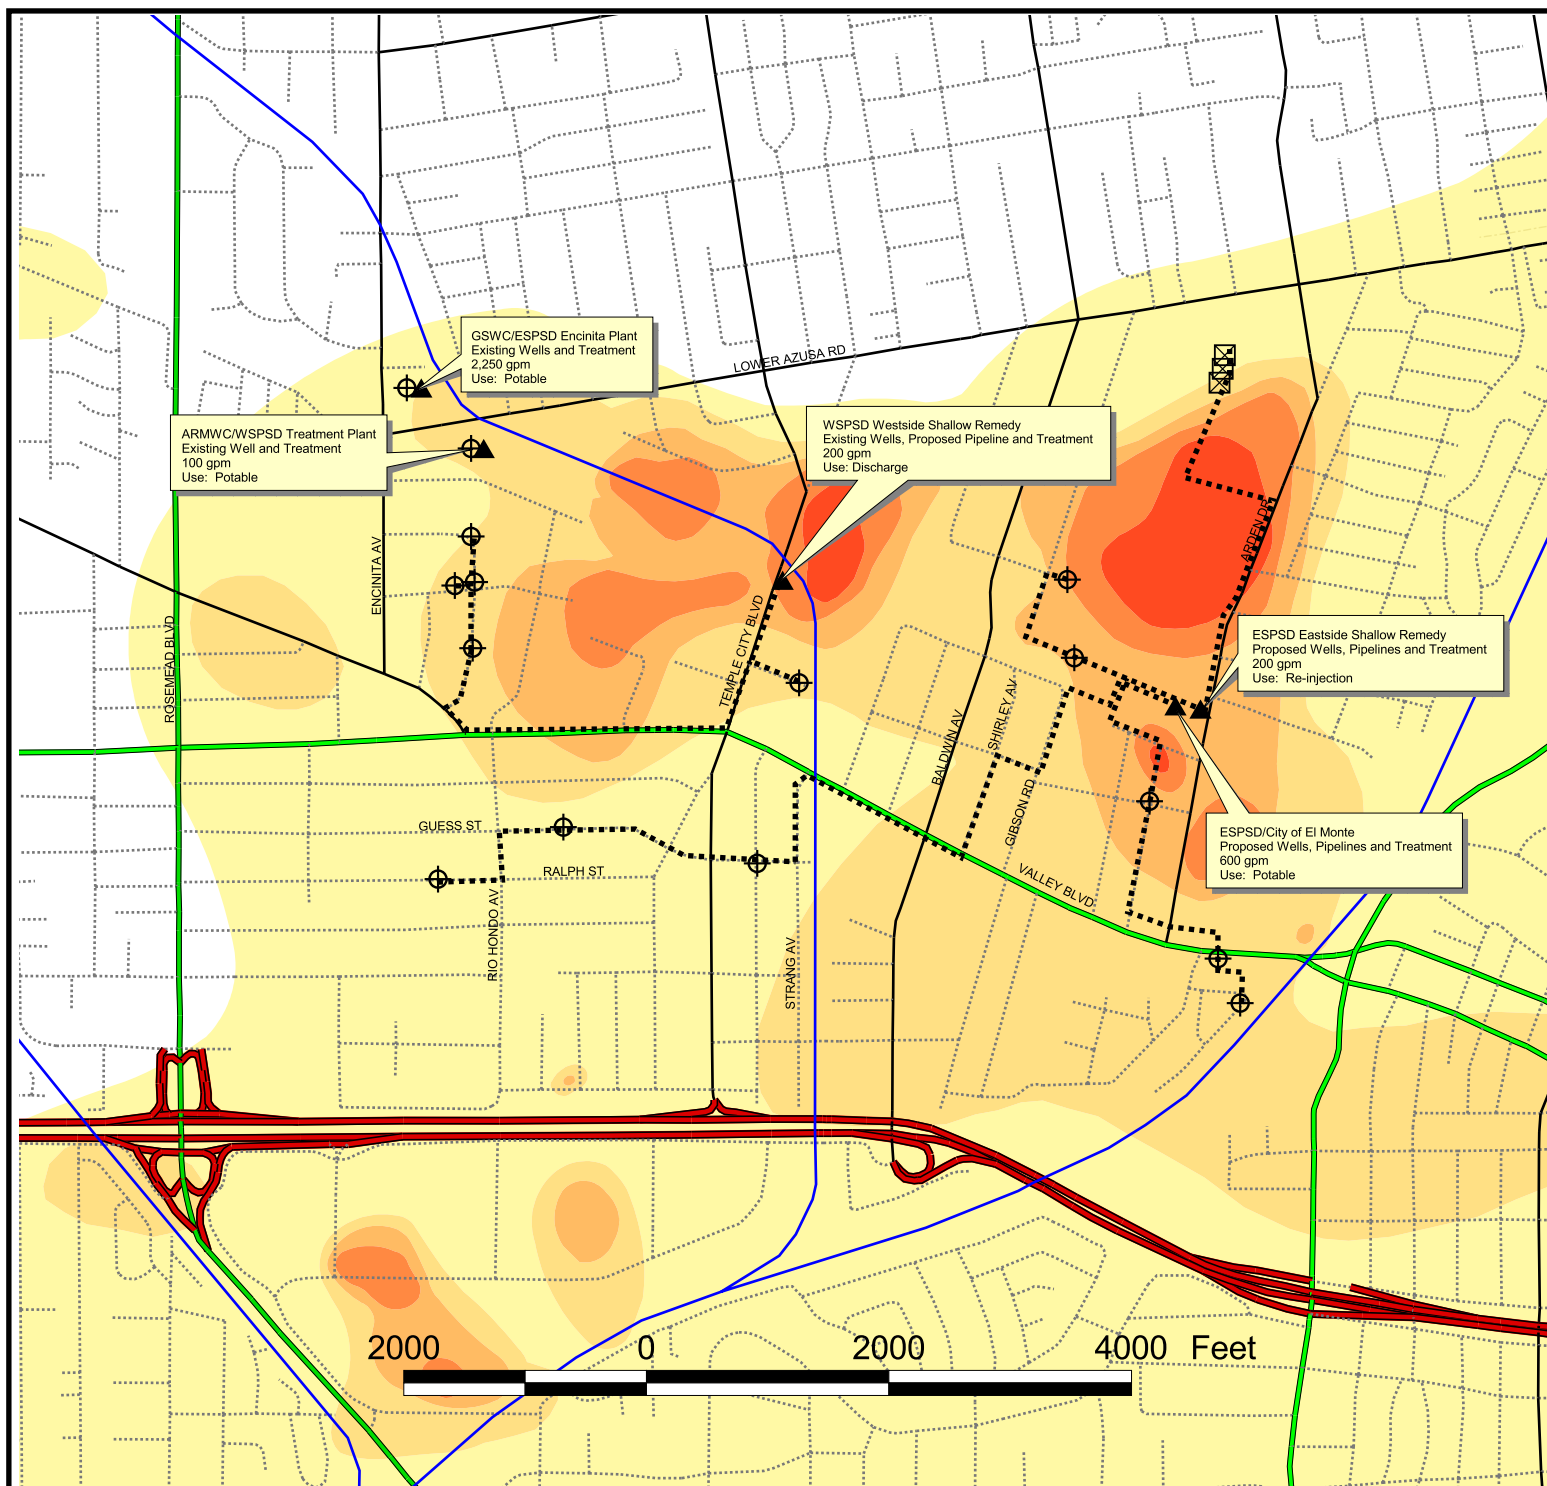 GSWC/ESPSD Encinita Plant
Existing Wells and Treatment
2,250 gpm
Use:  Potable
LOWER AZUSA RD
ARMWC/WSPSD Treatment Plant
Existing Well and Treatment
100 gpm
Use:  Potable
WSPSD Westside Shallow Remedy
Existing Wells, Proposed Pipeline and Treatment
200 gpm
Use: Discharge
ARDEN DR
ENCINITA AV
ROSEMEAD BLVD
TEMPLE CITY BLVD
ESPSD Eastside Shallow Remedy
Proposed Wells, Pipelines and Treatment
200 gpm
Use:  Re-injection
SHIRLEY AV
BALDWIN AV
GIBSON RD
GUESS ST
RALPH ST
ESPSD/City of El Monte
Proposed Wells, Pipelines and Treatment
600 gpm
Use:  Potable
VALLEY BLVD
RIO HONDO AV
STRANG AV
2000 0 2000 4000 Feet